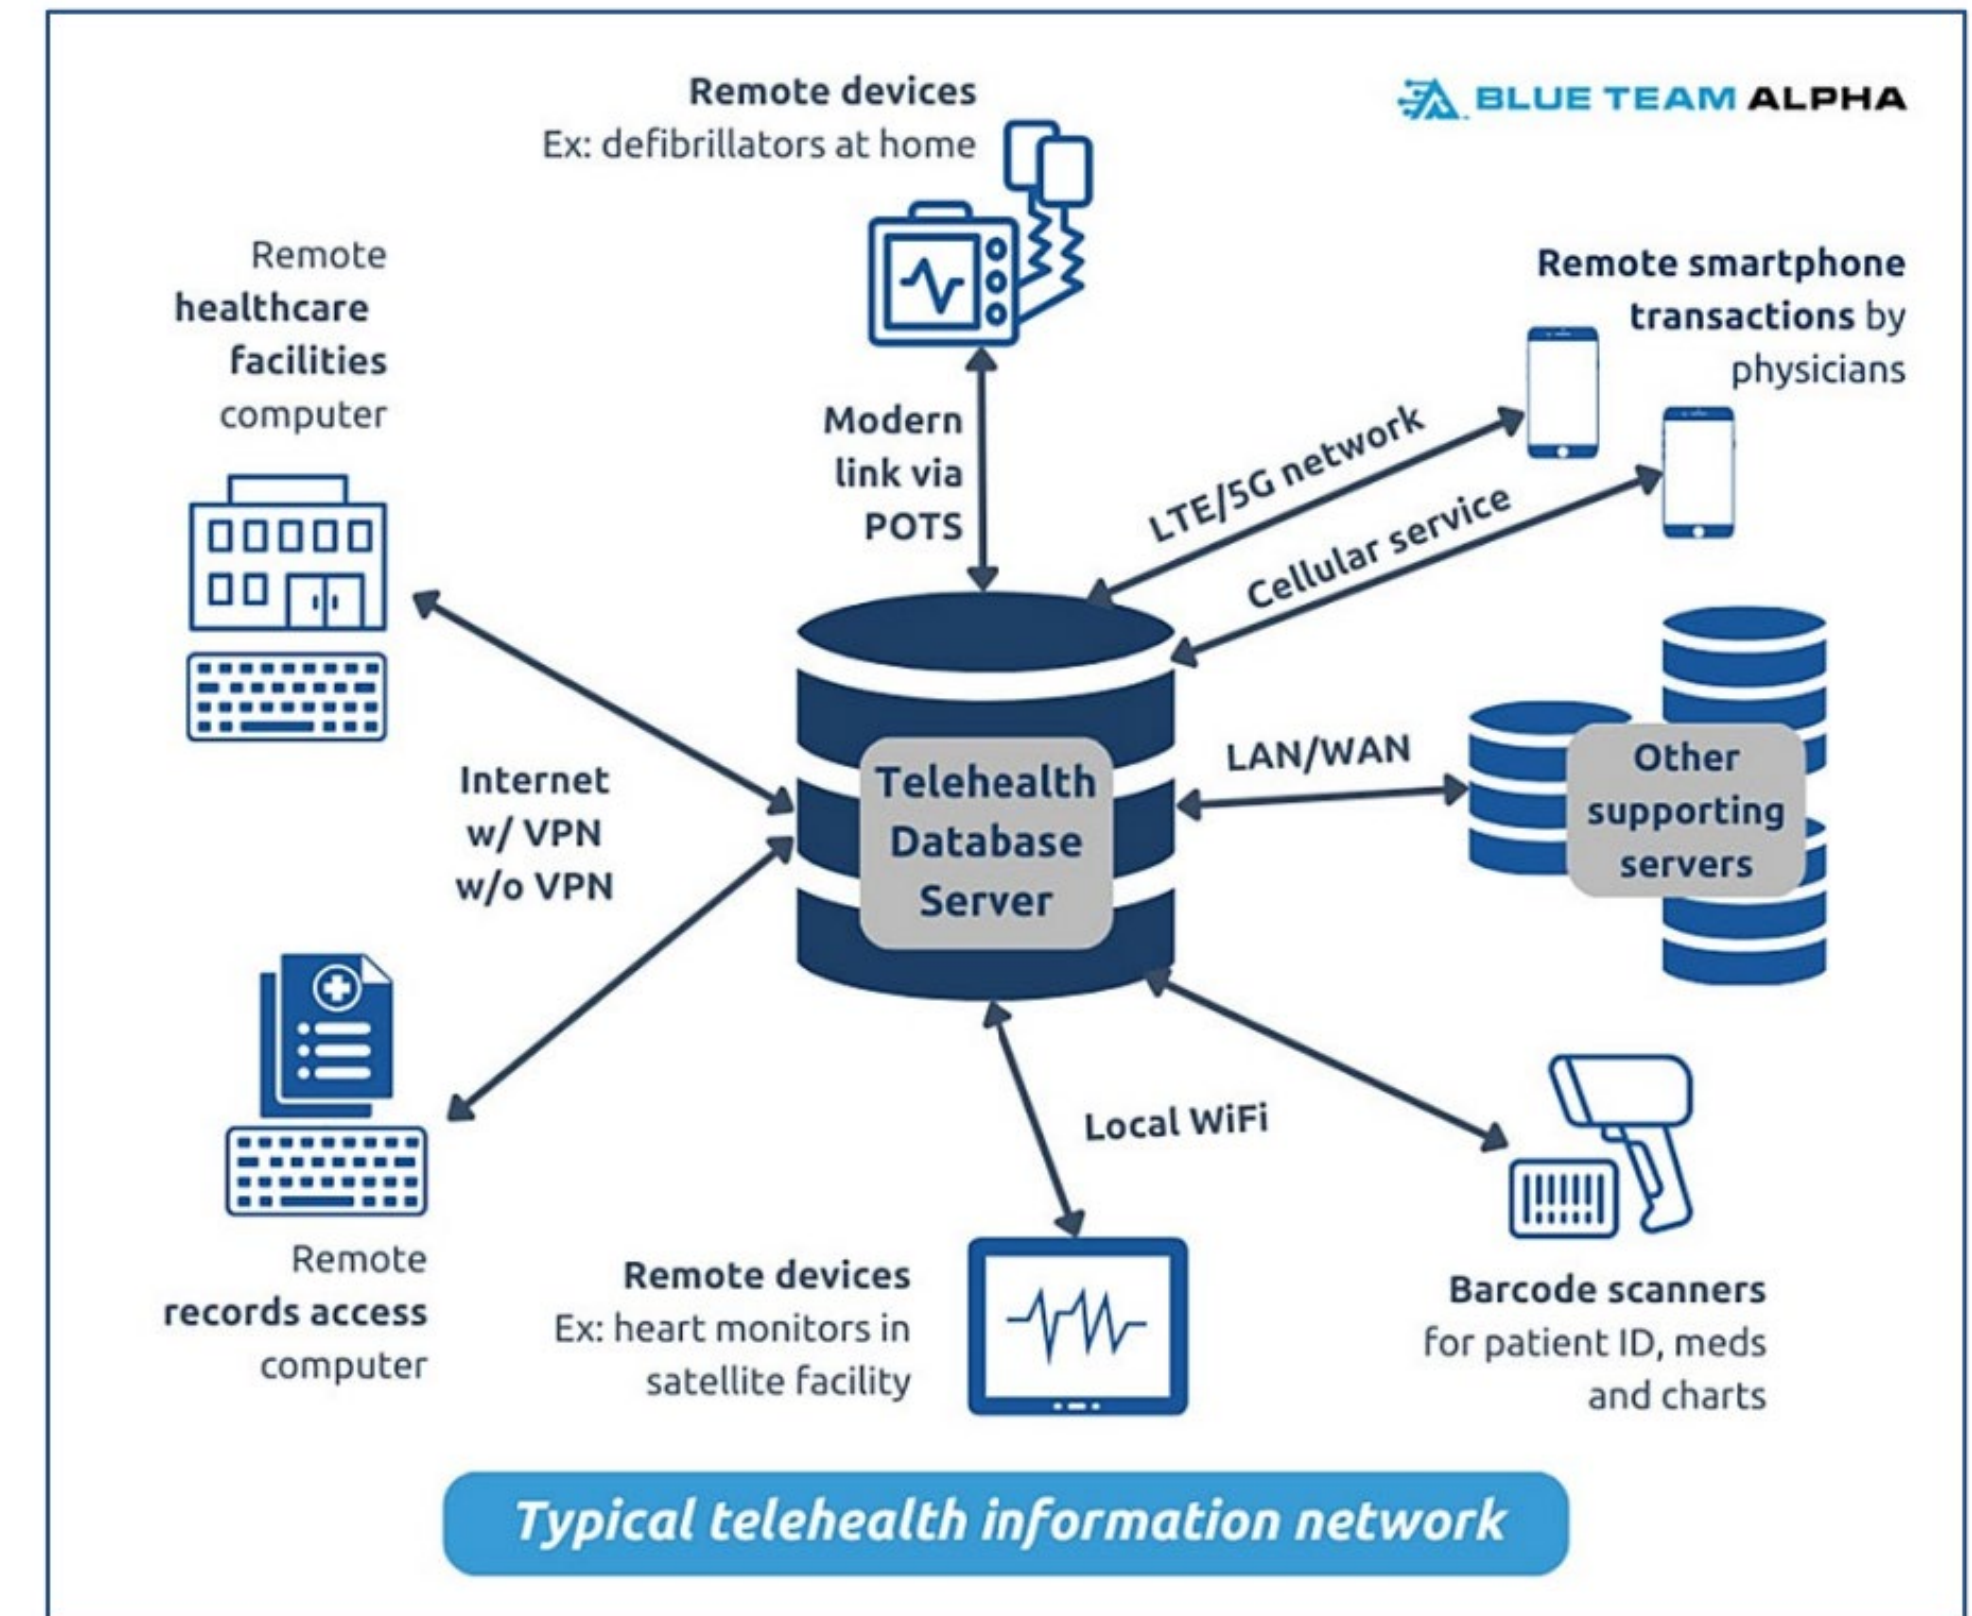 Remote devices
Ex: defibrillators at home
BLUE TEAM ALPHA
Remote
healthcare
facilities
computer
Remote smartphone
transactions by
physicians
Modern
link via
POTS
LTE/5G network
Cellular service
Internet
w/ VPN
w/o VPN
Telehealth
Database
Server
LAN/WAN
Other
supporting
servers
Local WiFi
Remote
records access
computer
Remote devices
Ex: heart monitors in
satellite facility
Barcode scanners
for patient ID, meds
and charts
Typical telehealth information network